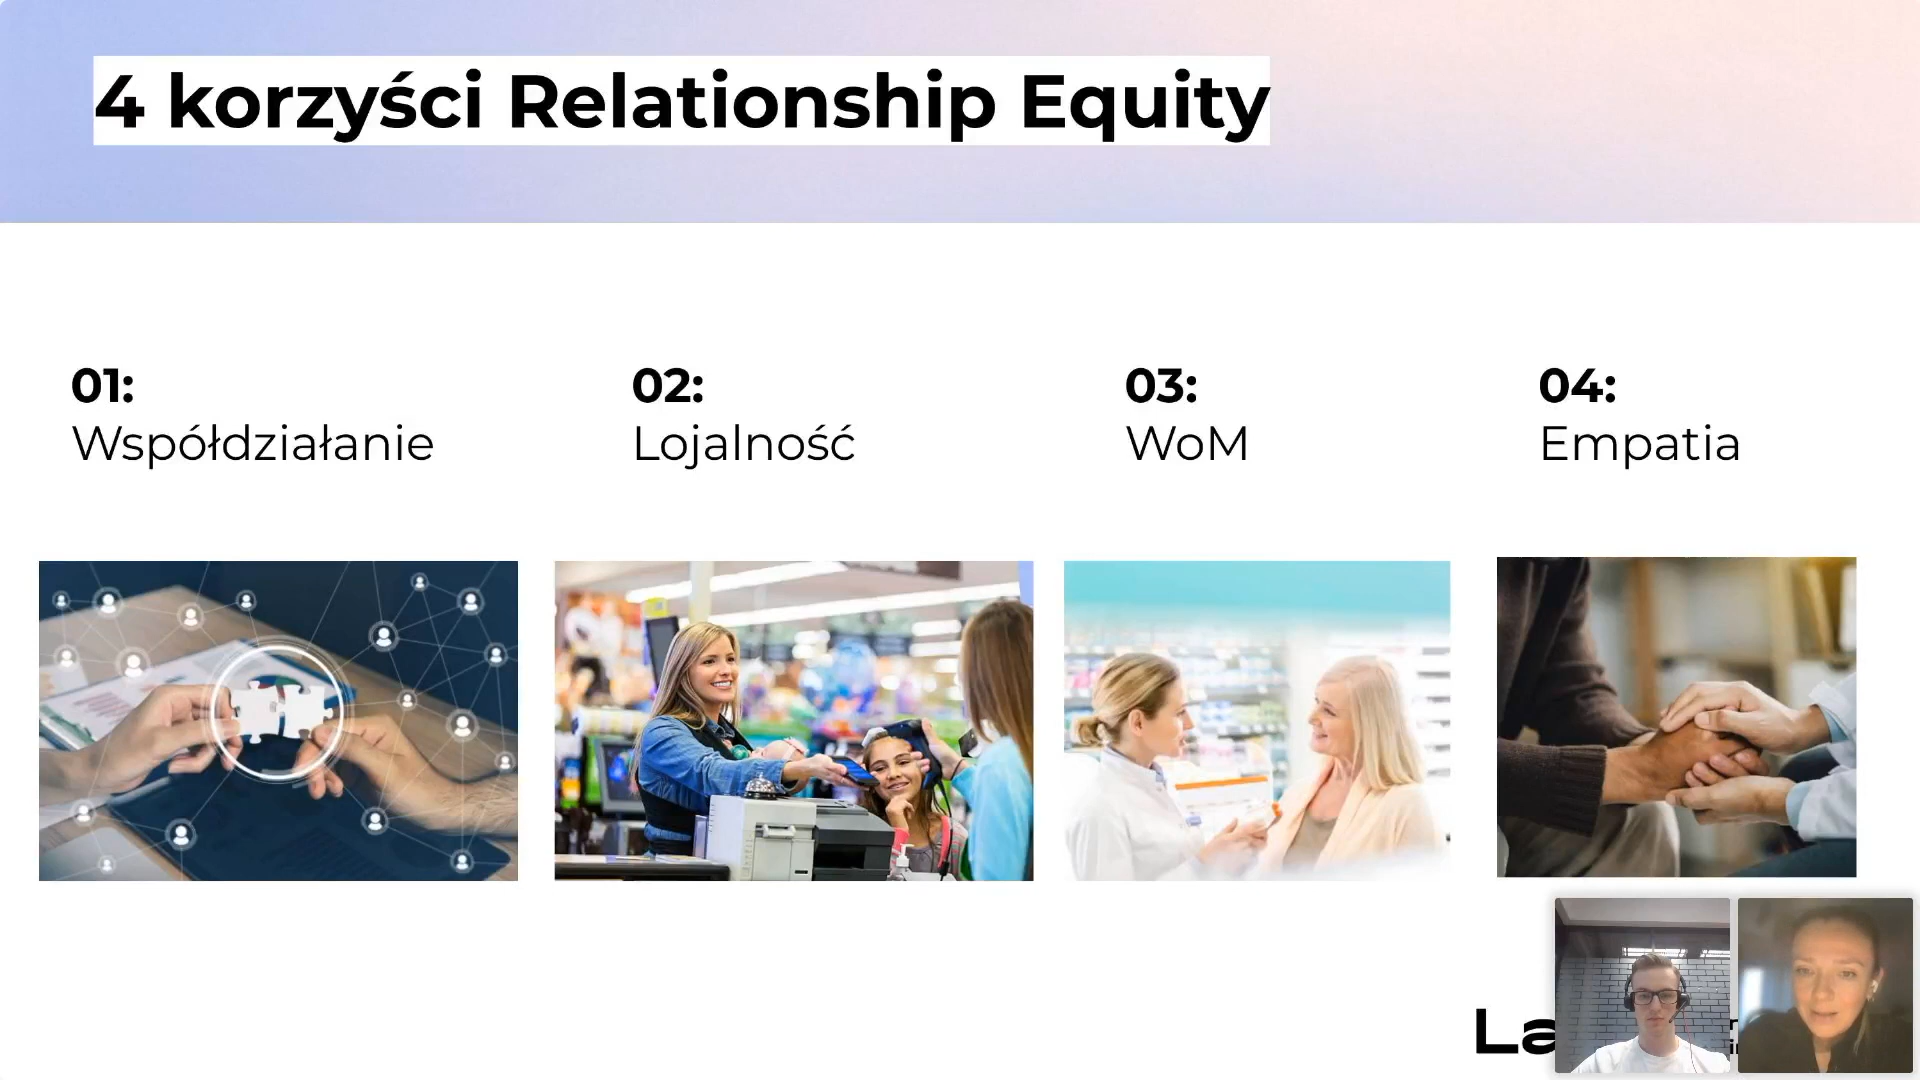 4 korzyści Relationship Equity
01:
Współdziałanie
02:
Lojalność
03:
WoM
04:
Empatia